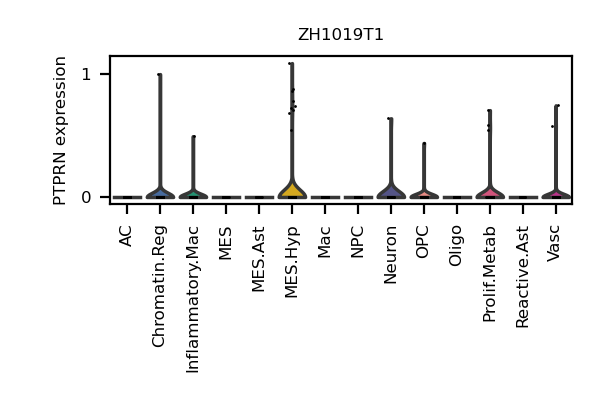 ZH1019T1
PTPRN expression
1
0
AC
Chromatin.Reg
Inflammatory.Mac
MES
MES.Ast
MES.Hyp
Mac
NPC
Neuron
OPC
Oligo
Prolif.Metab
Reactive.Ast
Vasc